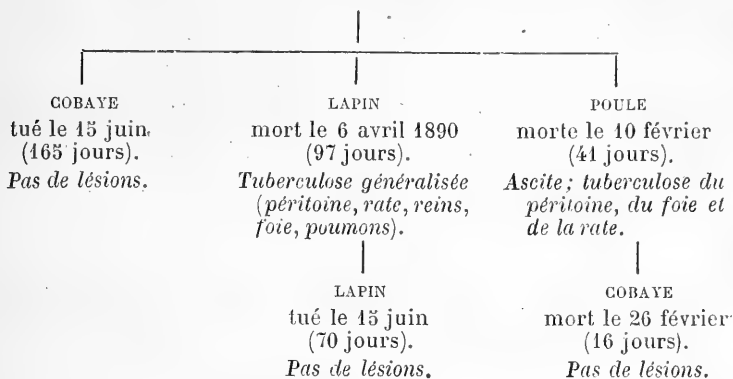 COBAYE
tué le 15 juin.
(165 jours).
Pas de lésions.
LAPIN
mort le 6 avril 1890
(97 jours).
Tuberculose généralisée
(péritoine, rate, reins,
foie, poumons).
POULE
morte le 10 février
(41 jours).
Ascite; tuberculose du
péritoine, du foie et
de la rate.
LAPIN
tué le 15 juin
(70 jours).
Pas de lésions.
COBAYE
mort le 26 février
(16 jours).
Pas de lésions.